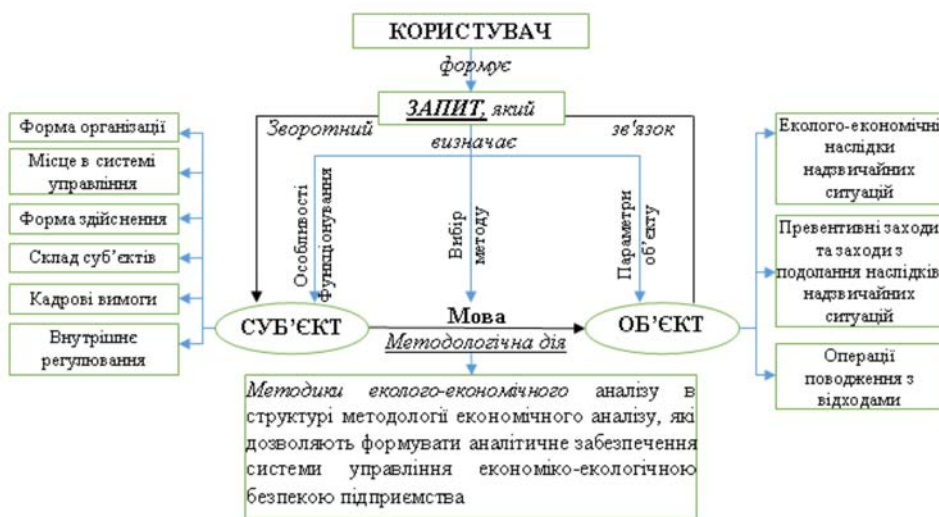 КОРИСТУВАЧ
формує
ЗАПИТ, який
Зворотний
зв'язок
визначає
Форма організації
Місце в системі
управління
Форма здійснення
Склад суб’єктів
Кадрові вимоги
Внутрішнє
регулювання
Особливості
функціонування
Вибір
методу
Параметри
об’єкту
СУБ’ЄКТ
Мова
Методологічна дія
ОБ’ЄКТ
Еколого-економічні
наслідки
надзвичайних
ситуацій
Превентивні заходи
та заходи з
подолання наслідків
надзвичайних
ситуацій
Операції
поводження з
відходами
Методики еколого-економічного аналізу в
структурі методології економічного аналізу, які
дозволяють формувати аналітичне забезпечення
системи управління економіко-екологічною
безпекою підприємства